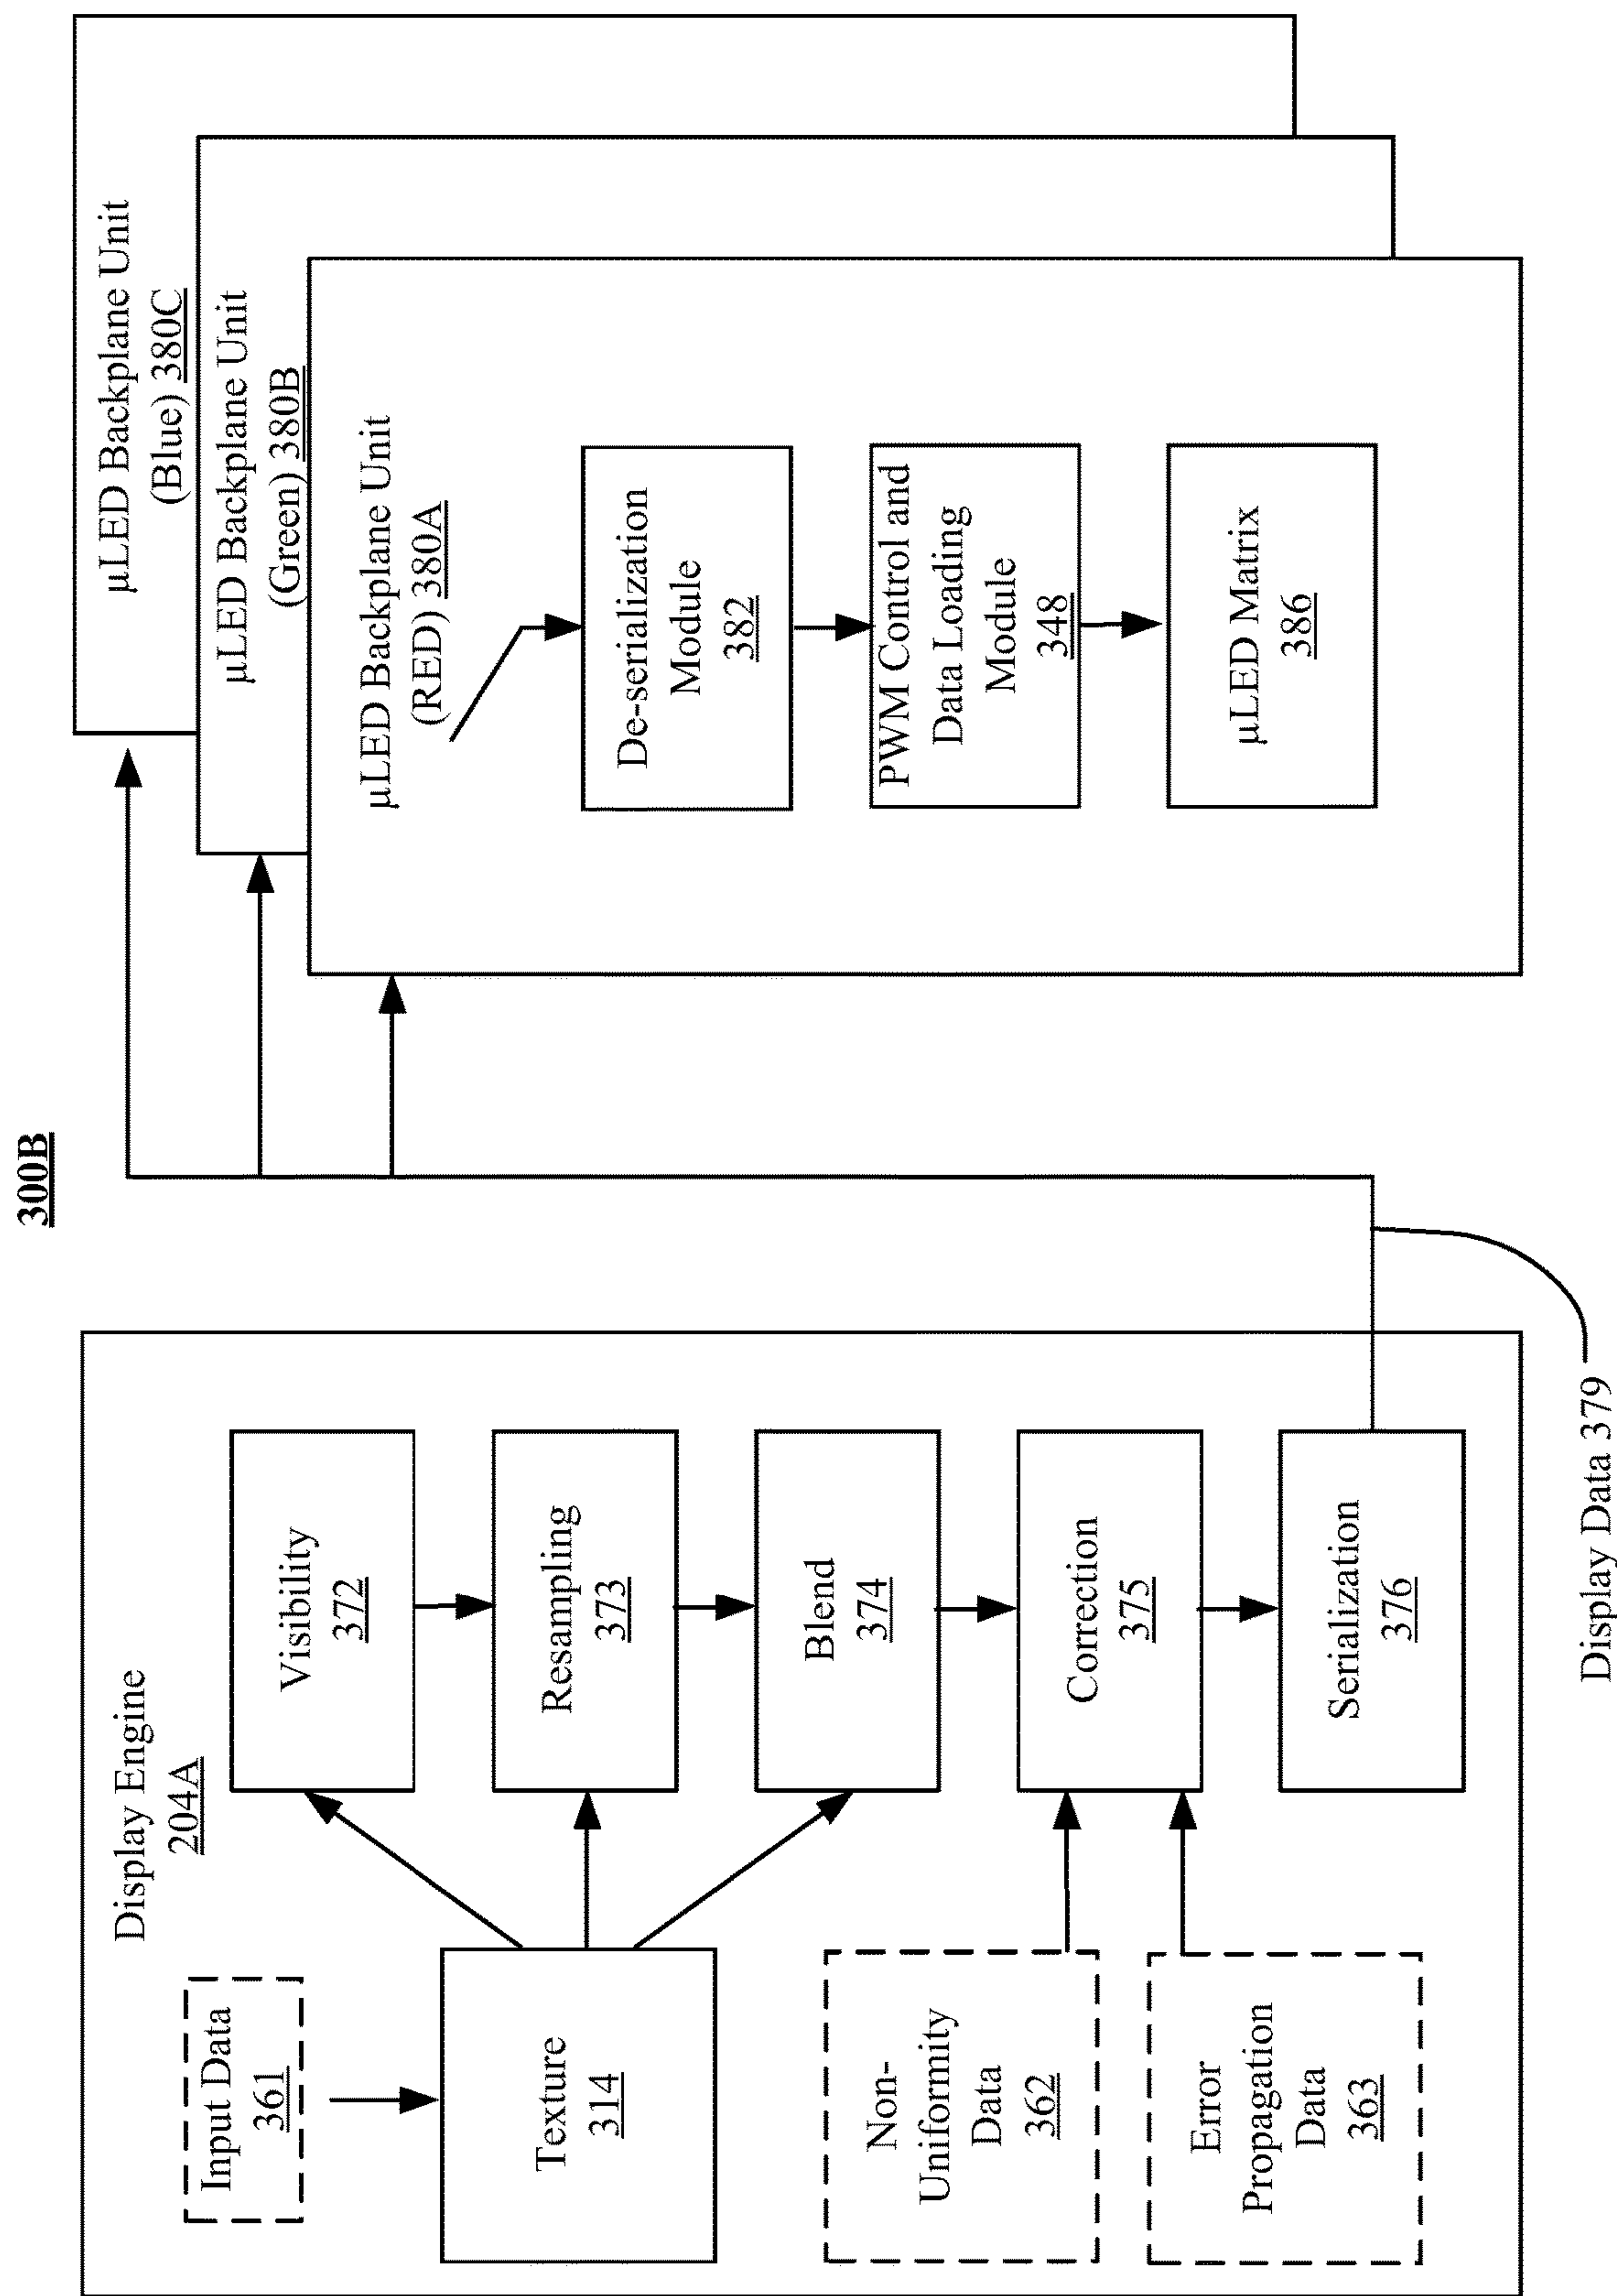 300B
Display Engine
204A
Input Data
361
Texture
314
Non-
Uniformity
Data
362
Error
Propagation
Data
363
Visibility
372
Resampling
373
Blend
374
Correction
375
Serialization
376
Display Data 379
μLED Backplane Unit
(Blue) 380C
μLED Backplane Unit
(Green) 380B
μLED Backplane Unit
(RED) 380A
De-serialization
Module
382
PWM Control and
Data Loading
Module
348
μLED Matrix
386